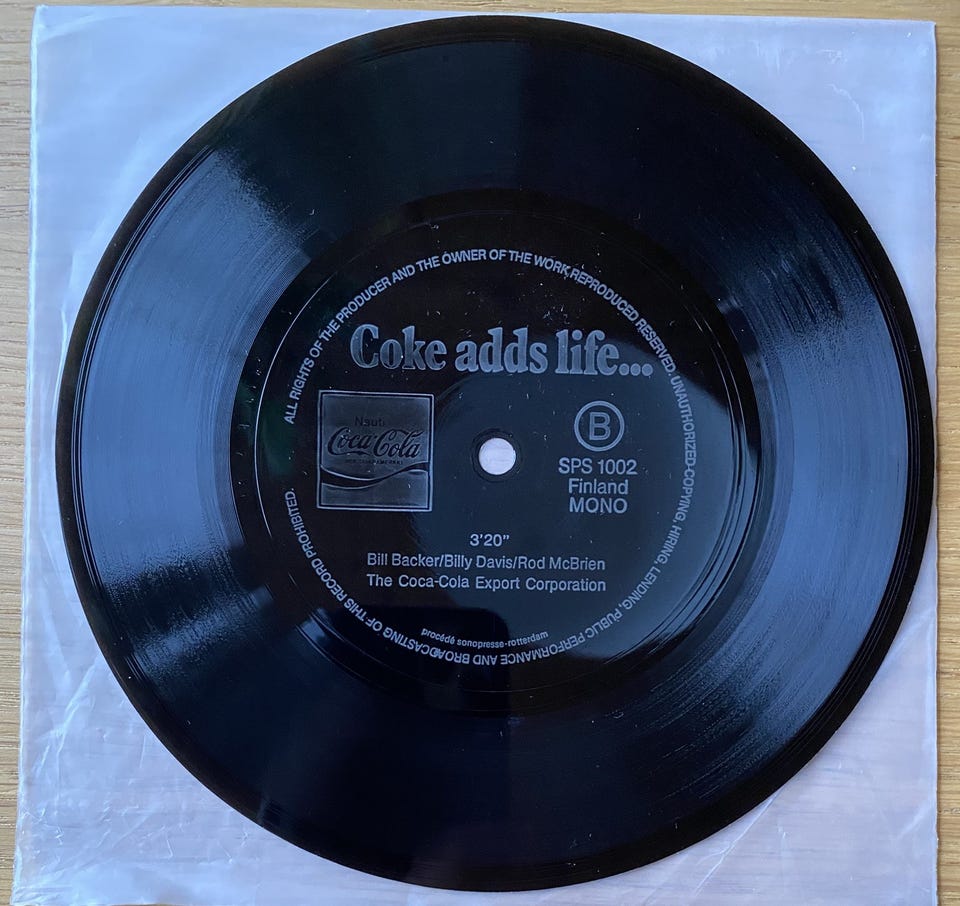 ALL RIGHTS OF THE PRODUCER AND THE OWNER OF THE WORK REPRODUCED RESERVED. UNAUTHORIZED COPYING, HIRING, LENDING, PUBLIC PERFORMANCE AND BROADCASTING OF THIS RECORD PROHIBITED.
Coke adds life...
Nauti
Coca-Cola
B
SPS 1002
Finland
MONO
3'20"
Bill Backer/Billy Davis/Rod McBrien
The Coca-Cola Export Corporation
procédé sonopresse-rotterdam